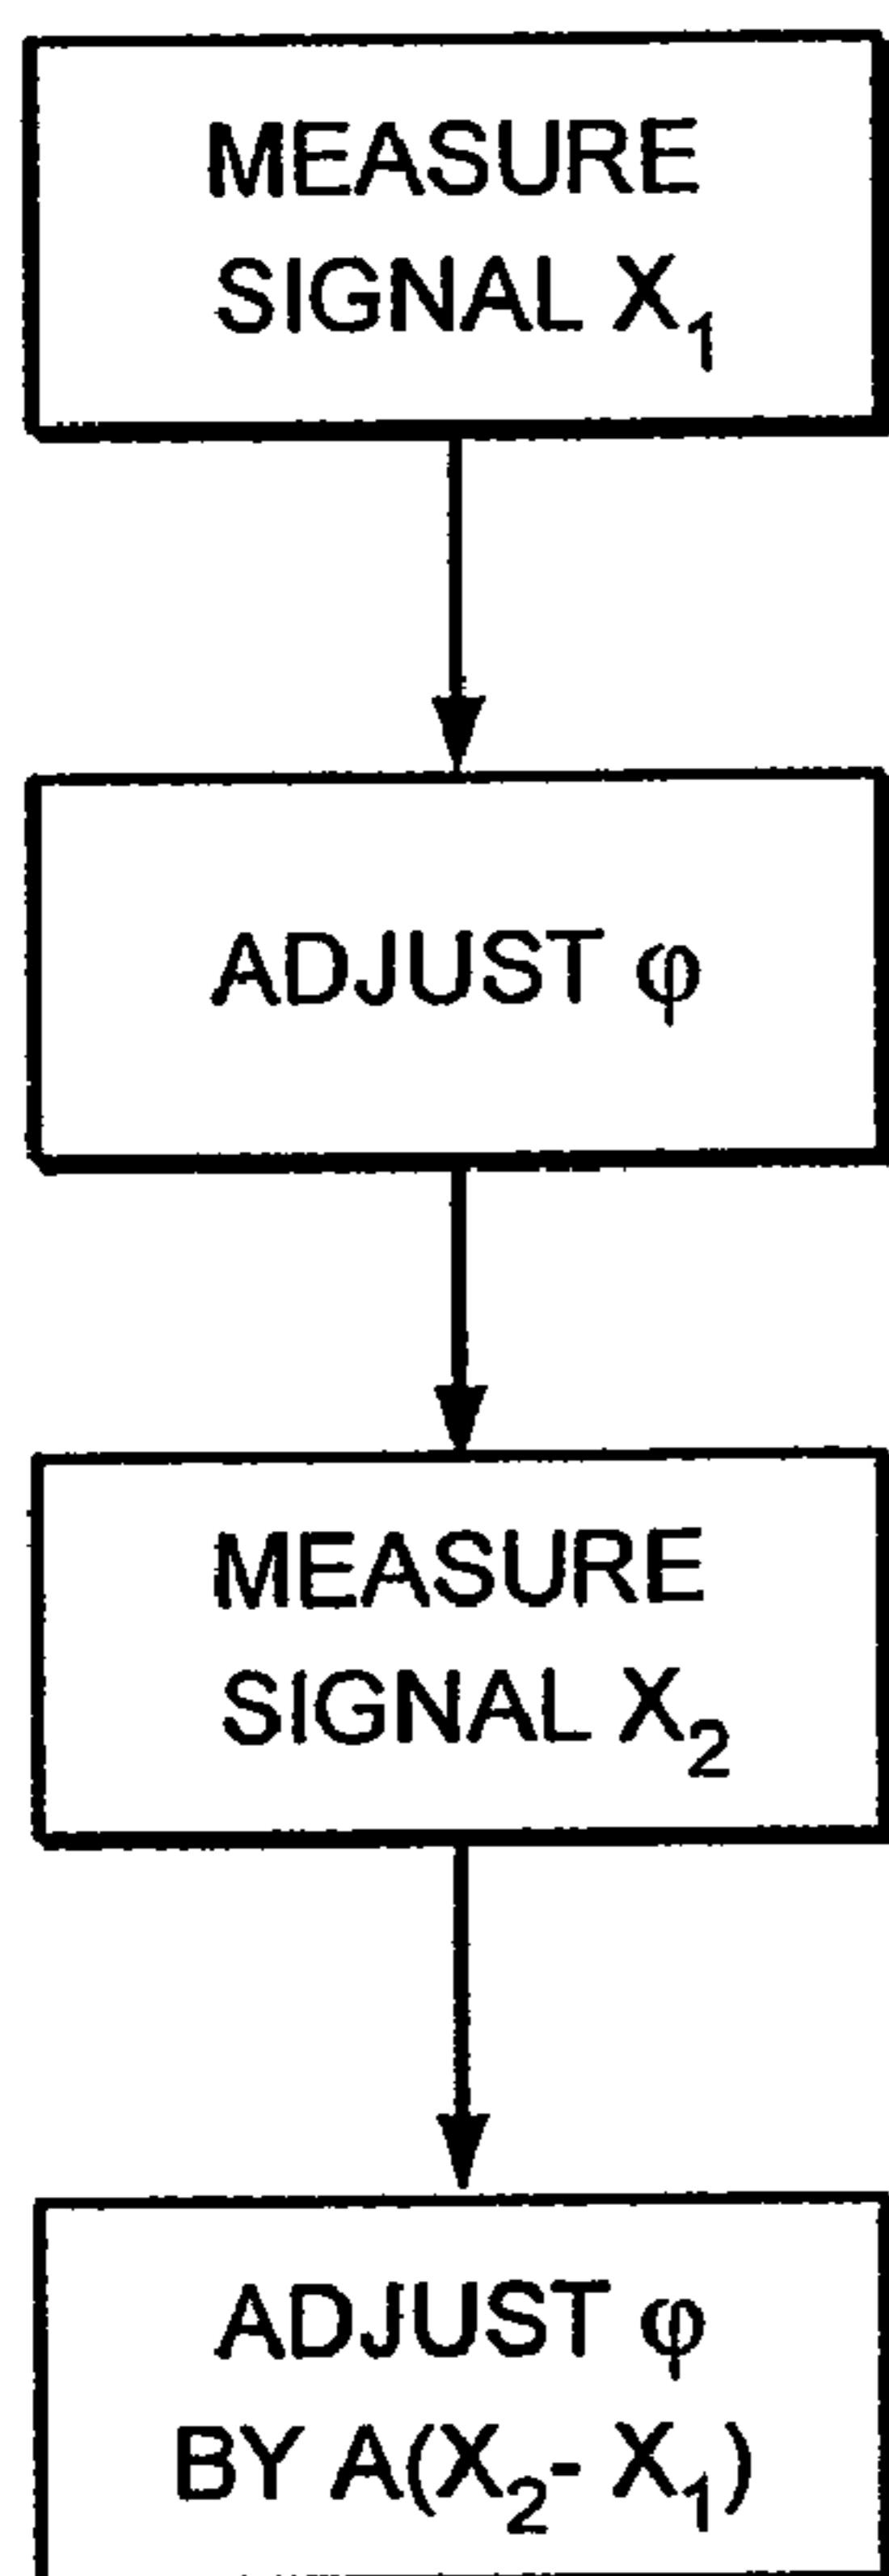 MEASURE
SIGNAL X₁
ADJUST φ
MEASURE
SIGNAL X₂
ADJUST φ
BY A(X₂- X₁)